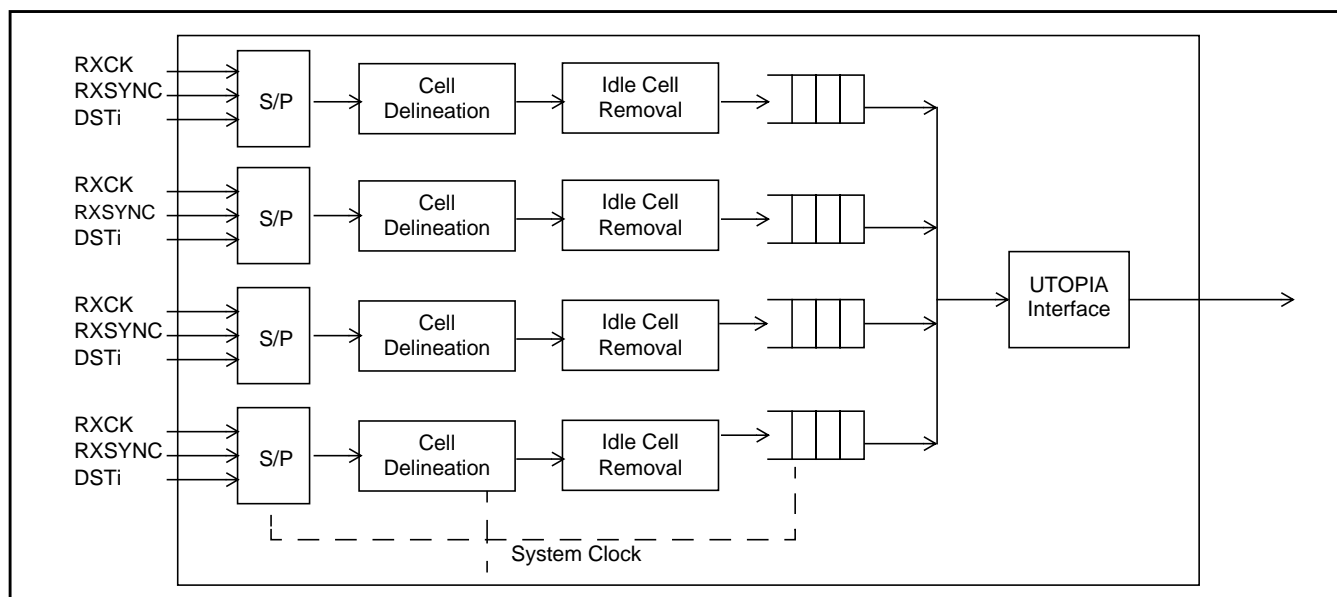 RXCK
RXSYNC
DSTi
S/P
Cell
Delineation
Idle Cell
Removal
RXCK
RXSYNC
DSTi
S/P
Cell
Delineation
Idle Cell
Removal
UTOPIA
Interface
RXCK
RXSYNC
DSTi
S/P
Cell
Delineation
Idle Cell
Removal
RXCK
RXSYNC
DSTi
S/P
Cell
Delineation
Idle Cell
Removal
System Clock